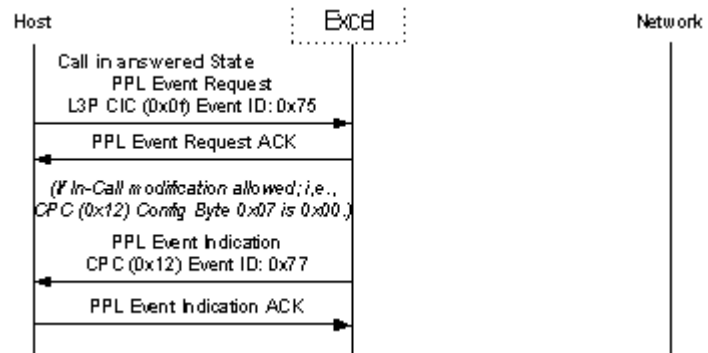 Host
Excel
Network
Call in answered State
PPL Event Request
L3P CIC (0x0f) Event ID: 0x75
PPL Event Request ACK
(If In-Call modification allowed; i,e.,
CPC (0x12) Config Byte 0x07 is 0x00.)
PPL Event Indication
CPC (0x12) Event ID: 0x77
PPL Event Indication ACK